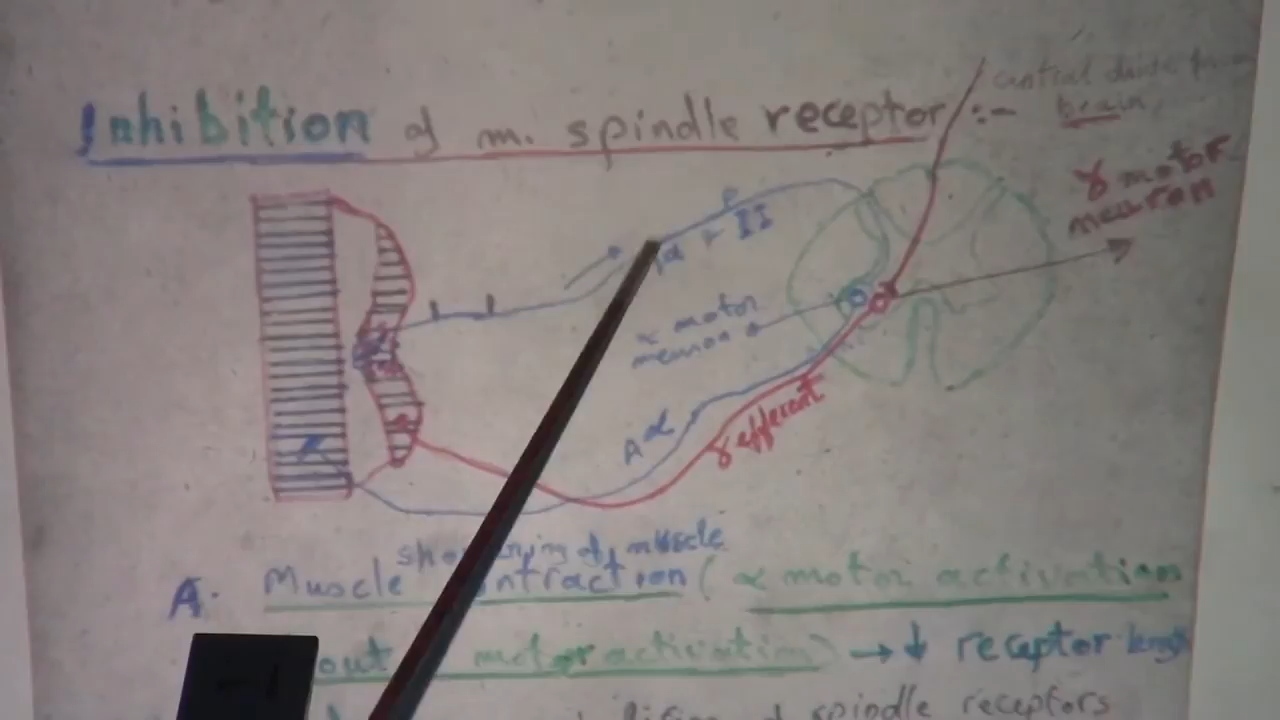 central drive from
Inhibition of m. spindle receptor :-
brain,
γ motor
neuron
Ia + II
α motor
neuron
Aα
γ efferent
shortening of muscle
A. Muscle contraction (α motor activation
out γ motor activation) → ↓ receptor length
of spindle receptors